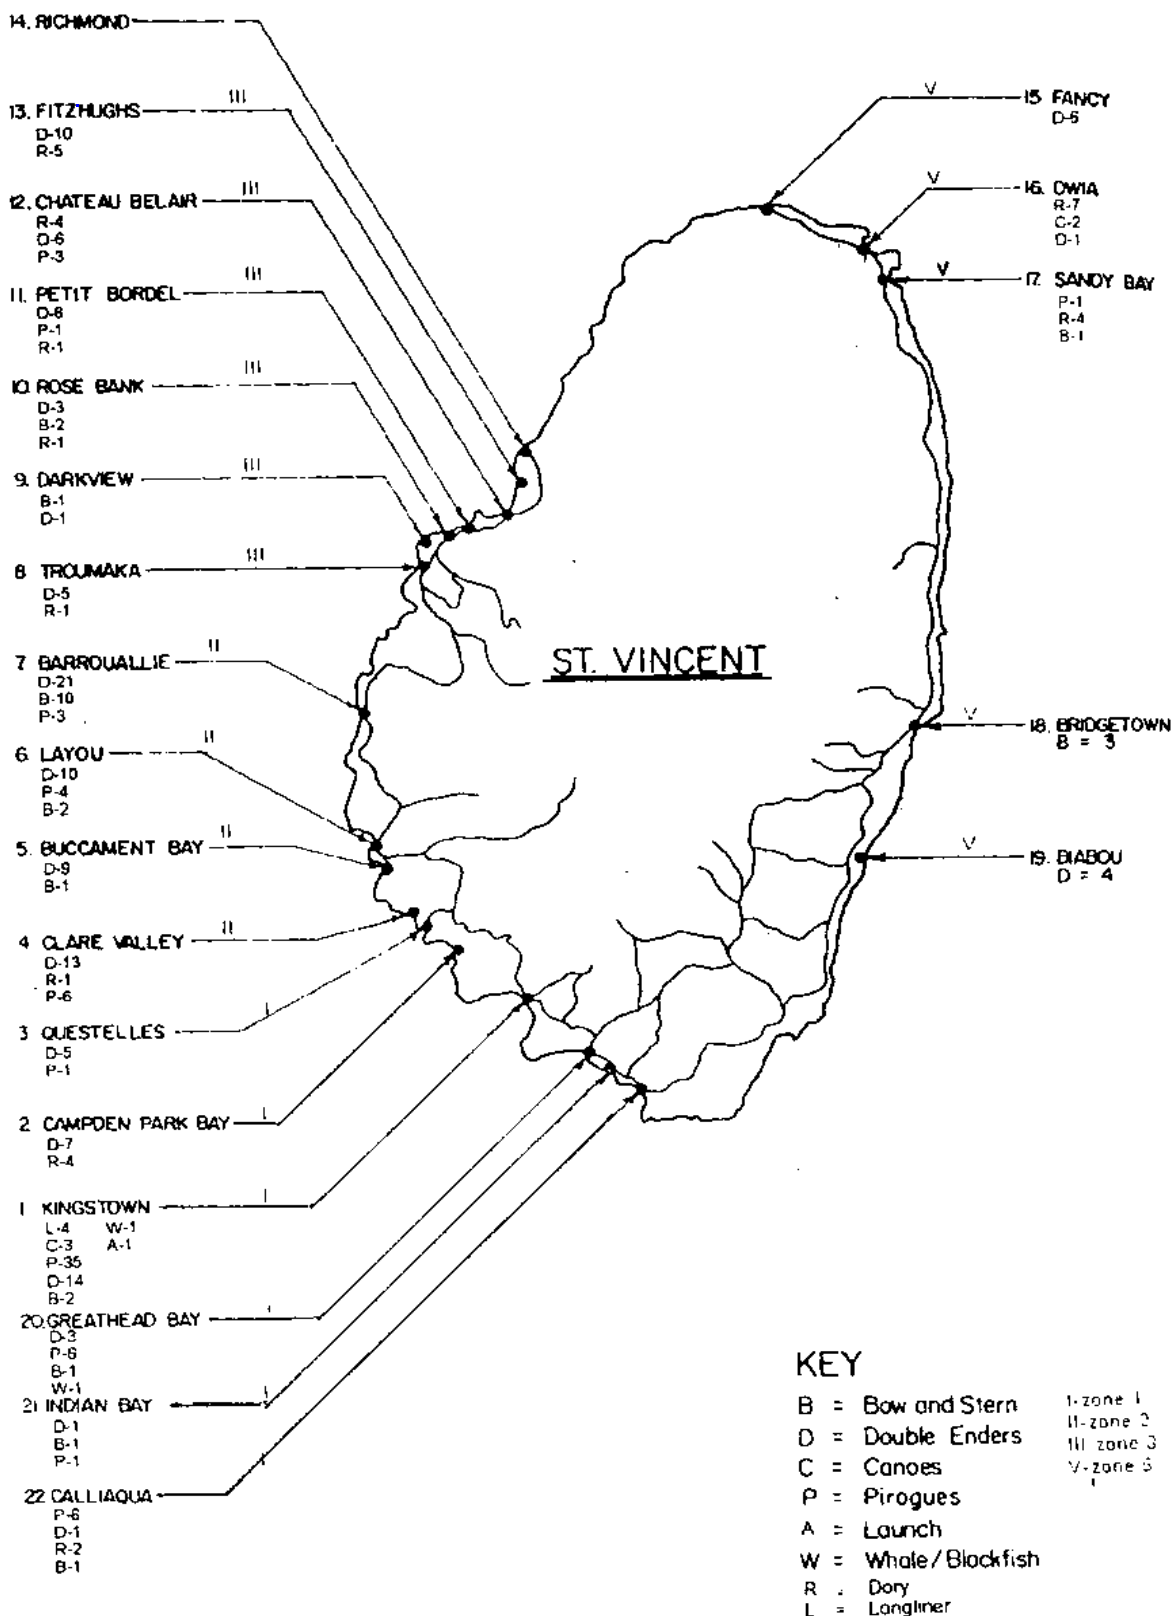 14. RICHMOND
III
13. FITZHUGHS
D-10
R-5
III
12. CHATEAU BELAIR
R-4
D-6
P-3
III
11. PETIT BORDEL
D-8
P-1
R-1
III
10. ROSE BANK
D-3
B-2
R-1
III
9. DARKVIEW
B-1
D-1
III
8 TROUMAKA
D-5
R-1
II
7 BARROUALLIE
D-21
B-10
P-3
II
6. LAYOU
D-10
P-4
B-2
II
5. BUCCAMENT BAY
D-9
B-1
II
4 CLARE VALLEY
D-13
R-1
P-6
I
3 QUESTELLES
D-5
P-1
I
2 CAMPDEN PARK BAY
D-7
R-4
I
1 KINGSTOWN
L-4 W-1
C-3 A-1
P-35
D-14
B-2
I
20. GREATHEAD BAY
D-3
P-6
B-1
W-1
I
21 INDIAN BAY
D-1
B-1
P-1
I
22 CALLIAQUA
P-6
D-1
R-2
B-1
ST. VINCENT
V
15 FANCY
D-6
V
16. OWIA
R-7
C-2
D-1
V
17. SANDY BAY
P-1
R-4
B-1
V
18. BRIDGETOWN
B = 3
V
19. BIABOU
D = 4
KEY
B = Bow and Stern
D = Double Enders
C = Canoes
P = Pirogues
A = Launch
W = Whale/Blackfish
R . Dory
L = Longliner
I-zone 1
II-zone 2
III zone 3
V-zone 5